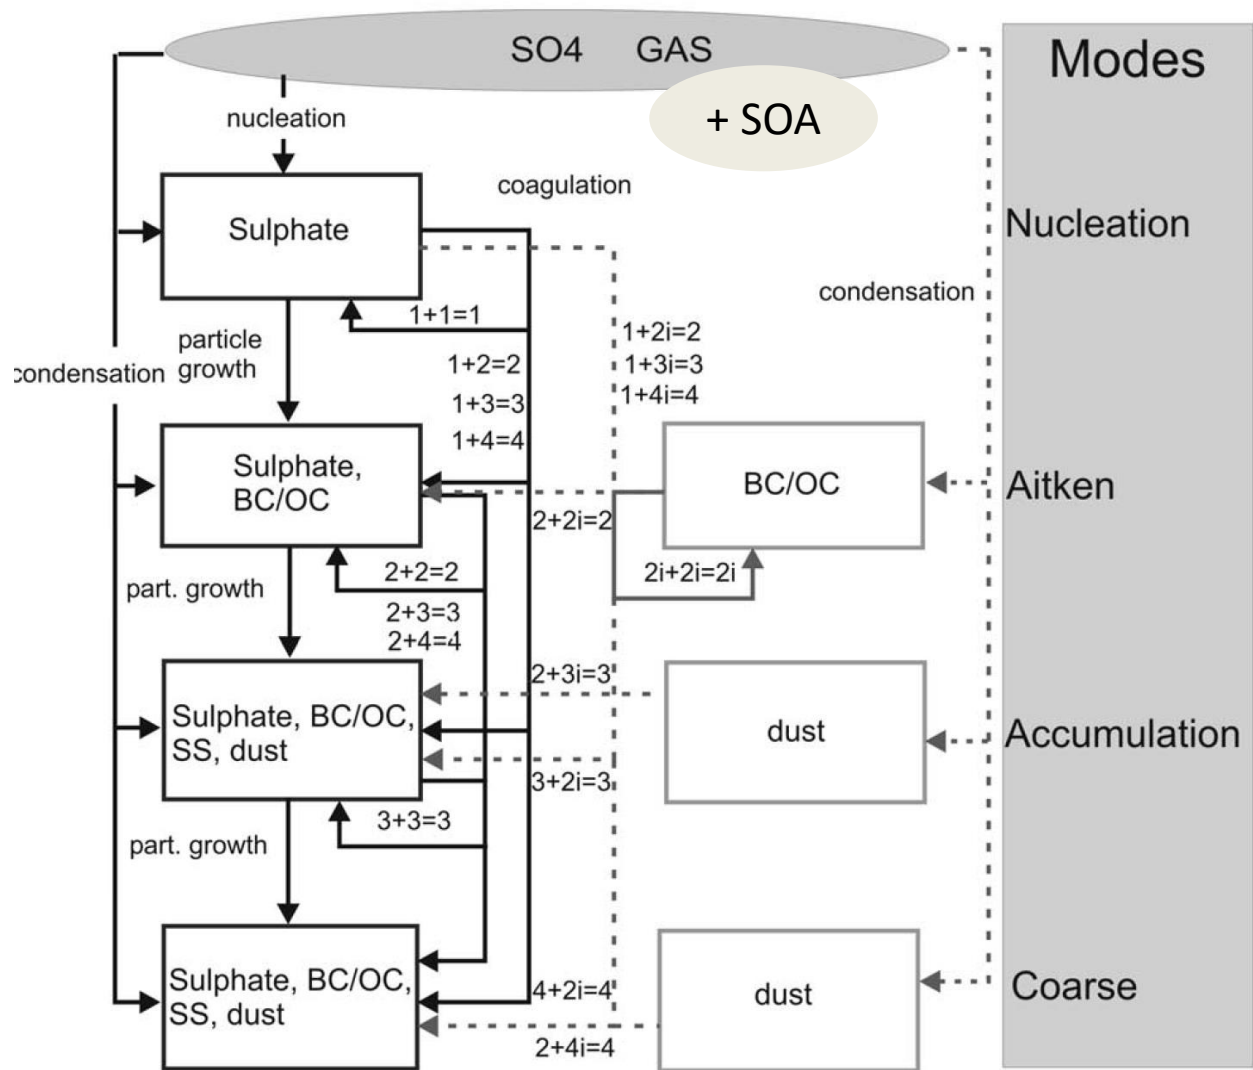 SO4 GAS
+ SOA
Modes
nucleation
coagulation
Sulphate
Nucleation
condensation
1+1=1
particle
growth
condensation
1+2=2
1+3=3
1+4=4
1+2i=2
1+3i=3
1+4i=4
Sulphate,
BC/OC
BC/OC
Aitken
2+2i=2
2i+2i=2i
part. growth
2+2=2
2+3=3
2+4=4
2+3i=3
Sulphate, BC/OC,
SS, dust
dust
Accumulation
3+2i=3
3+3=3
part. growth
Sulphate, BC/OC,
SS, dust
4+2i=4
dust
Coarse
2+4i=4